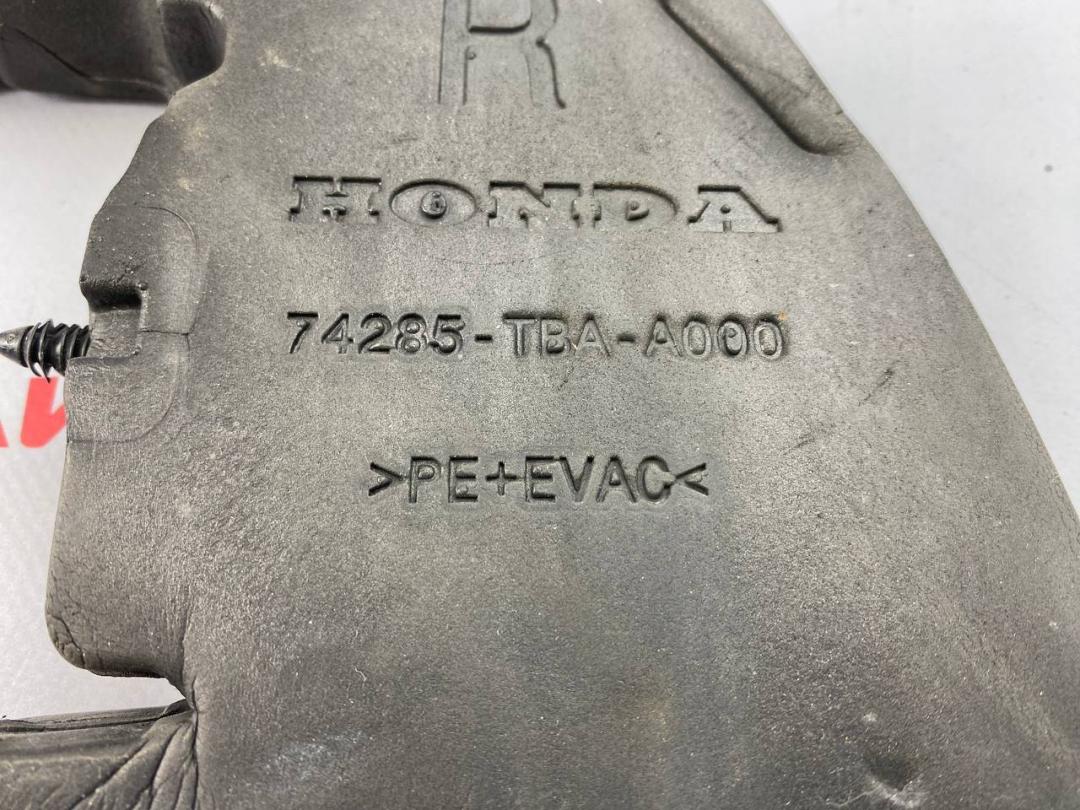 R
HONDA
74285-TBA-A000
>PE+EVAC<